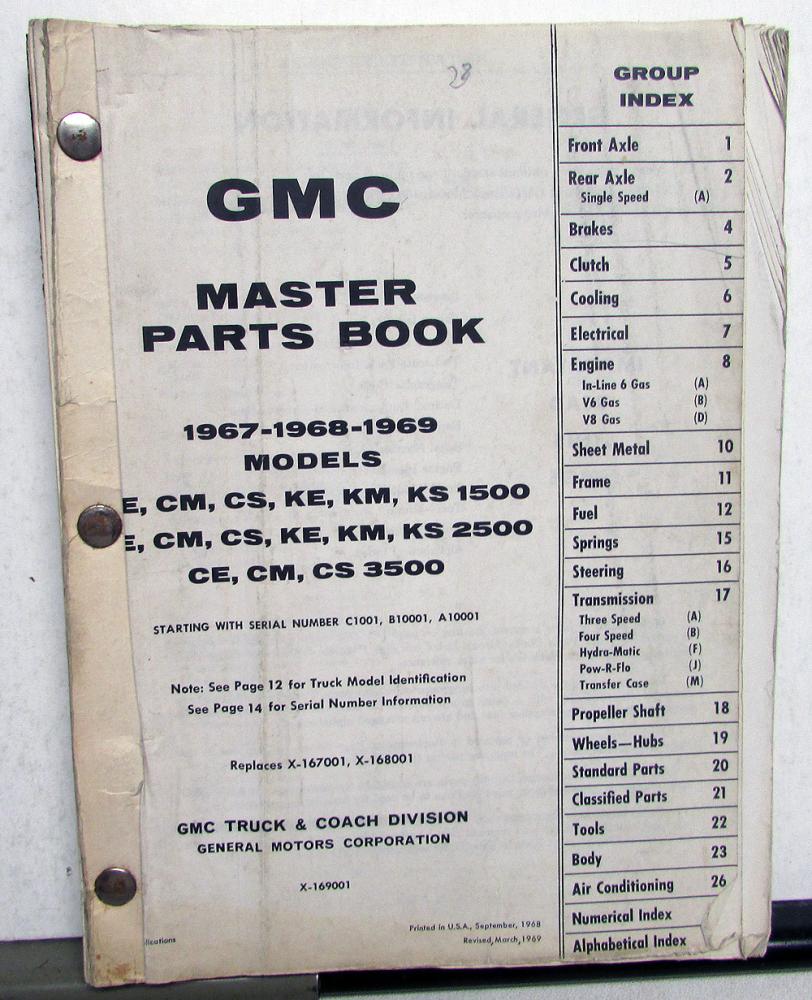 28
GMC
MASTER
PARTS BOOK
1967-1968-1969
MODELS
E, CM, CS, KE, KM, KS 1500
E, CM, CS, KE, KM, KS 2500
CE, CM, CS 3500
STARTING WITH SERIAL NUMBER C1001, B10001, A10001
Note: See Page 12 for Truck Model Identification
See Page 14 for Serial Number Information
Replaces X-167001, X-168001
GMC TRUCK & COACH DIVISION
GENERAL MOTORS CORPORATION
X-169001
lications
Printed in U.S.A., September, 1968
Revised, March, 1969
GROUP
INDEX
Front Axle 1
Rear Axle 2
Single Speed (A)
Brakes 4
Clutch 5
Cooling 6
Electrical 7
Engine 8
In-Line 6 Gas (A)
V6 Gas (B)
V8 Gas (D)
Sheet Metal 10
Frame 11
Fuel 12
Springs 15
Steering 16
Transmission 17
Three Speed (A)
Four Speed (B)
Hydra-Matic (F)
Pow-R-Flo (J)
Transfer Case (M)
Propeller Shaft 18
Wheels—Hubs 19
Standard Parts 20
Classified Parts 21
Tools 22
Body 23
Air Conditioning 26
Numerical Index
Alphabetical Index